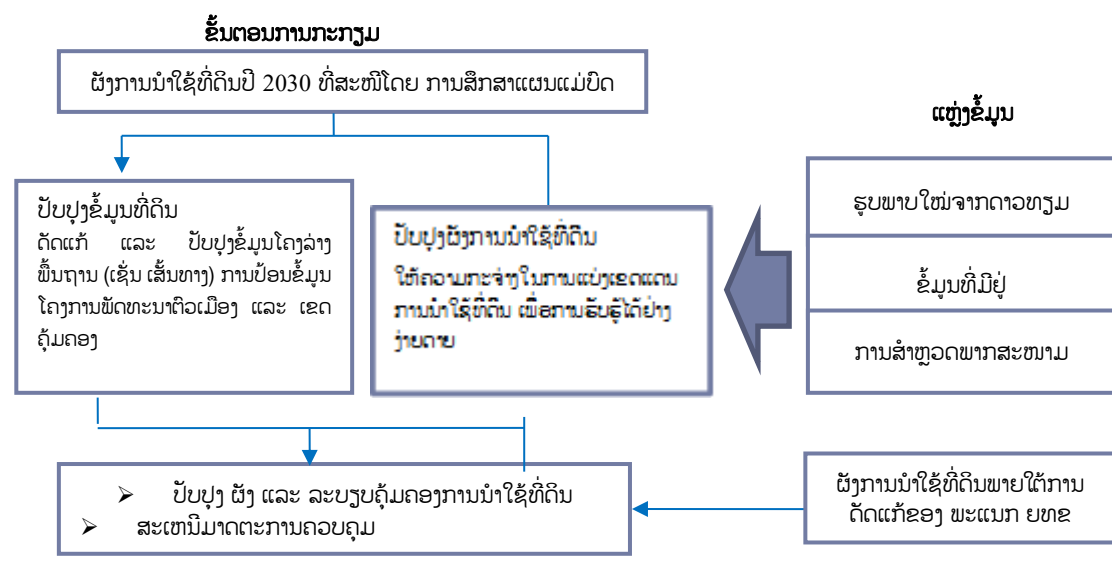 ຂັ້ນຕອນການກະກຽມ
ຜັງການນຳໃຊ້ທີ່ດິນປີ 2030 ທີ່ສະໜີໂດຍ ການສຶກສາແຜນແມ່ບົດ
ປັບປຸງຂໍ້ມູນທີ່ດິນ
ດັດແກ້ ແລະ ປັບປຸງຂໍ້ມູນໂຄງລ່າງ
ພື້ນຖານ (ເຊັ່ນ ເສັ້ນທາງ) ການປ້ອນຂໍ້ມູນ
ໂຄງການພັດທະນາຕົວເມືອງ ແລະ ເຂດ
ຄຸ້ມຄອງ
ປັບປຸງຜັງການນຳໃຊ້ທີ່ດິນ
ໃຫ້ຄວາມກະຈ່າງໃນການແບ່ງເຂດແດນ
ການນຳໃຊ້ທີ່ດິນ ເພື່ອການຮັບຮູ້ໄດ້ຢ່າງ
ງ່າຍດາຍ
ແຫຼ່ງຂໍ້ມູນ
ຮູບພາບໃໝ່ຈາກດາວທຽມ
ຂໍ້ມູນທີ່ມີຢູ່
ການສຳຫຼວດພາກສະໜາມ
➢ ປັບປຸງ ຜັງ ແລະ ລະບຽບຄຸ້ມຄອງການນຳໃຊ້ທີ່ດິນ
➢ ສະເຫນີມາດຕະການຄວບຄຸມ
ຜັງການນຳໃຊ້ທີ່ດິນພາຍໃຕ້ການ
ດັດແກ້ຂອງ ພະແນກ ຍທຂ